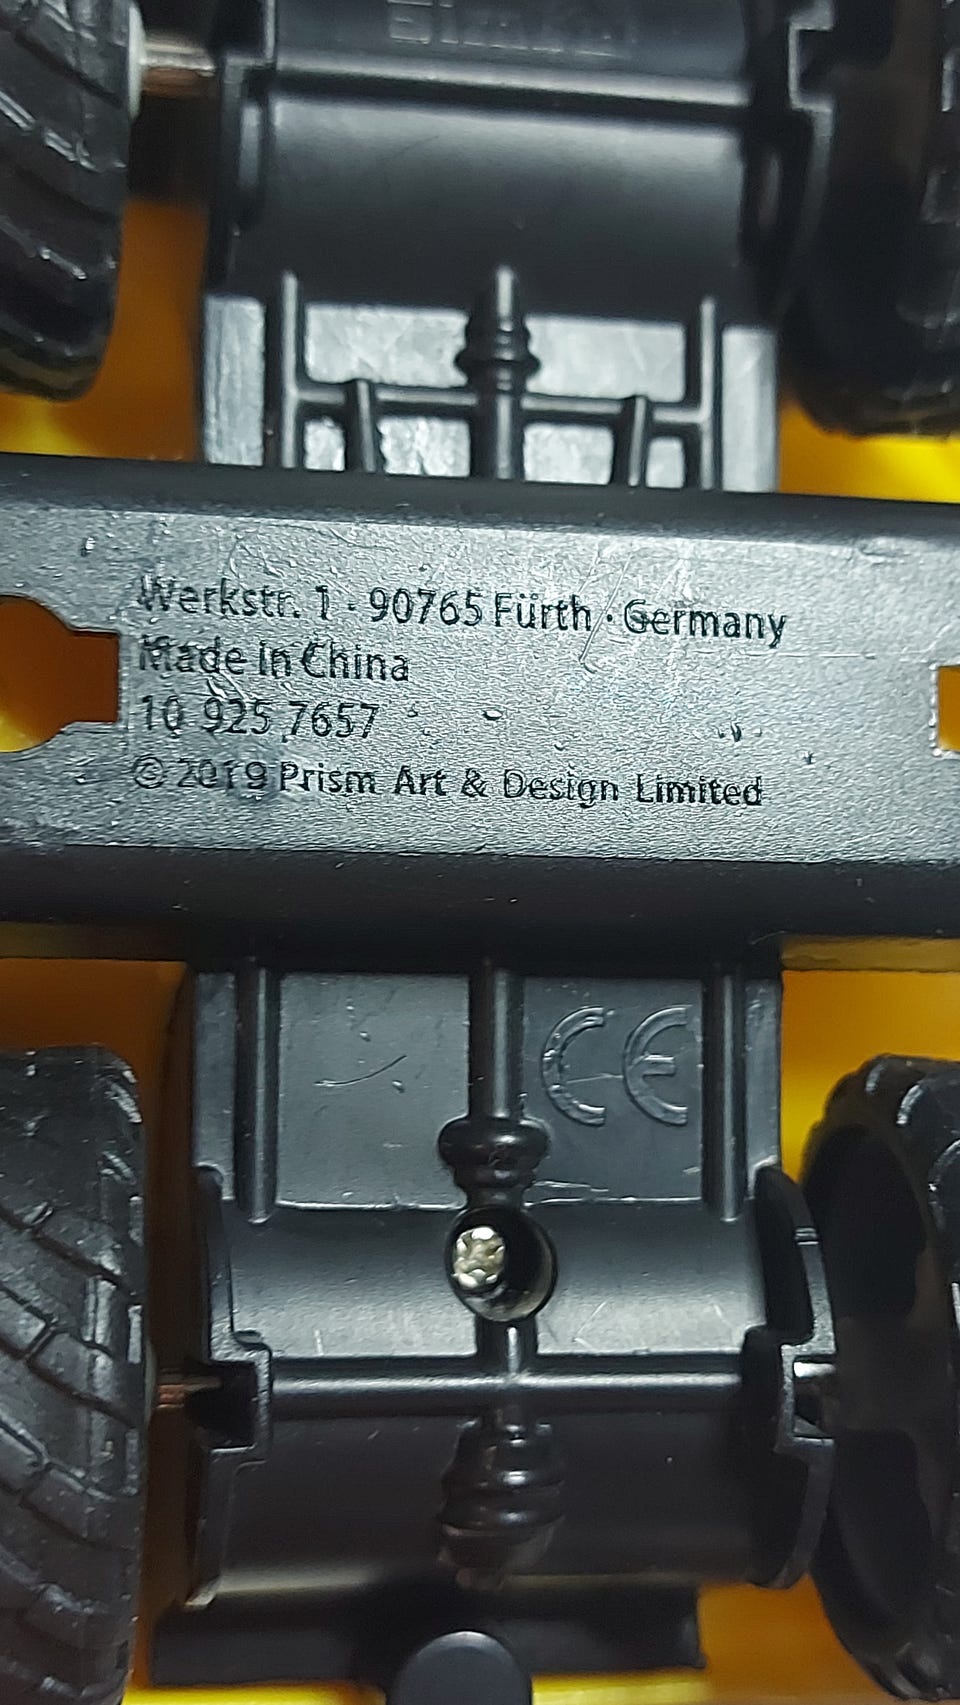 Werkstr. 1 · 90765 Fürth · Germany
Made in China
10 925 7657
© 2019 Prism Art & Design Limited
CE